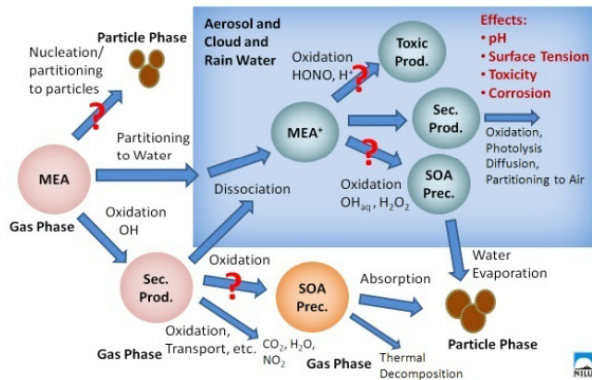 Particle Phase
Nucleation/
partitioning
to particles
?
MEA
Gas Phase
Partitioning
to Water
Oxidation
OH
Aerosol and
Cloud and
Rain Water
Oxidation
HONO, H⁺
?
Toxic
Prod.
MEA⁺
Sec.
Prod.
?
SOA
Prec.
Oxidation
OHaq, H₂O₂
Effects:
• pH
• Surface Tension
• Toxicity
• Corrosion
Oxidation,
Photolysis
Diffusion,
Partitioning to Air
Dissociation
Water
Evaporation
Sec.
Prod.
Gas Phase
Oxidation
?
Oxidation,
Transport, etc.
CO₂, H₂O,
NO₂
SOA
Prec.
Gas Phase
Absorption
Thermal
Decomposition
Particle Phase
NILU